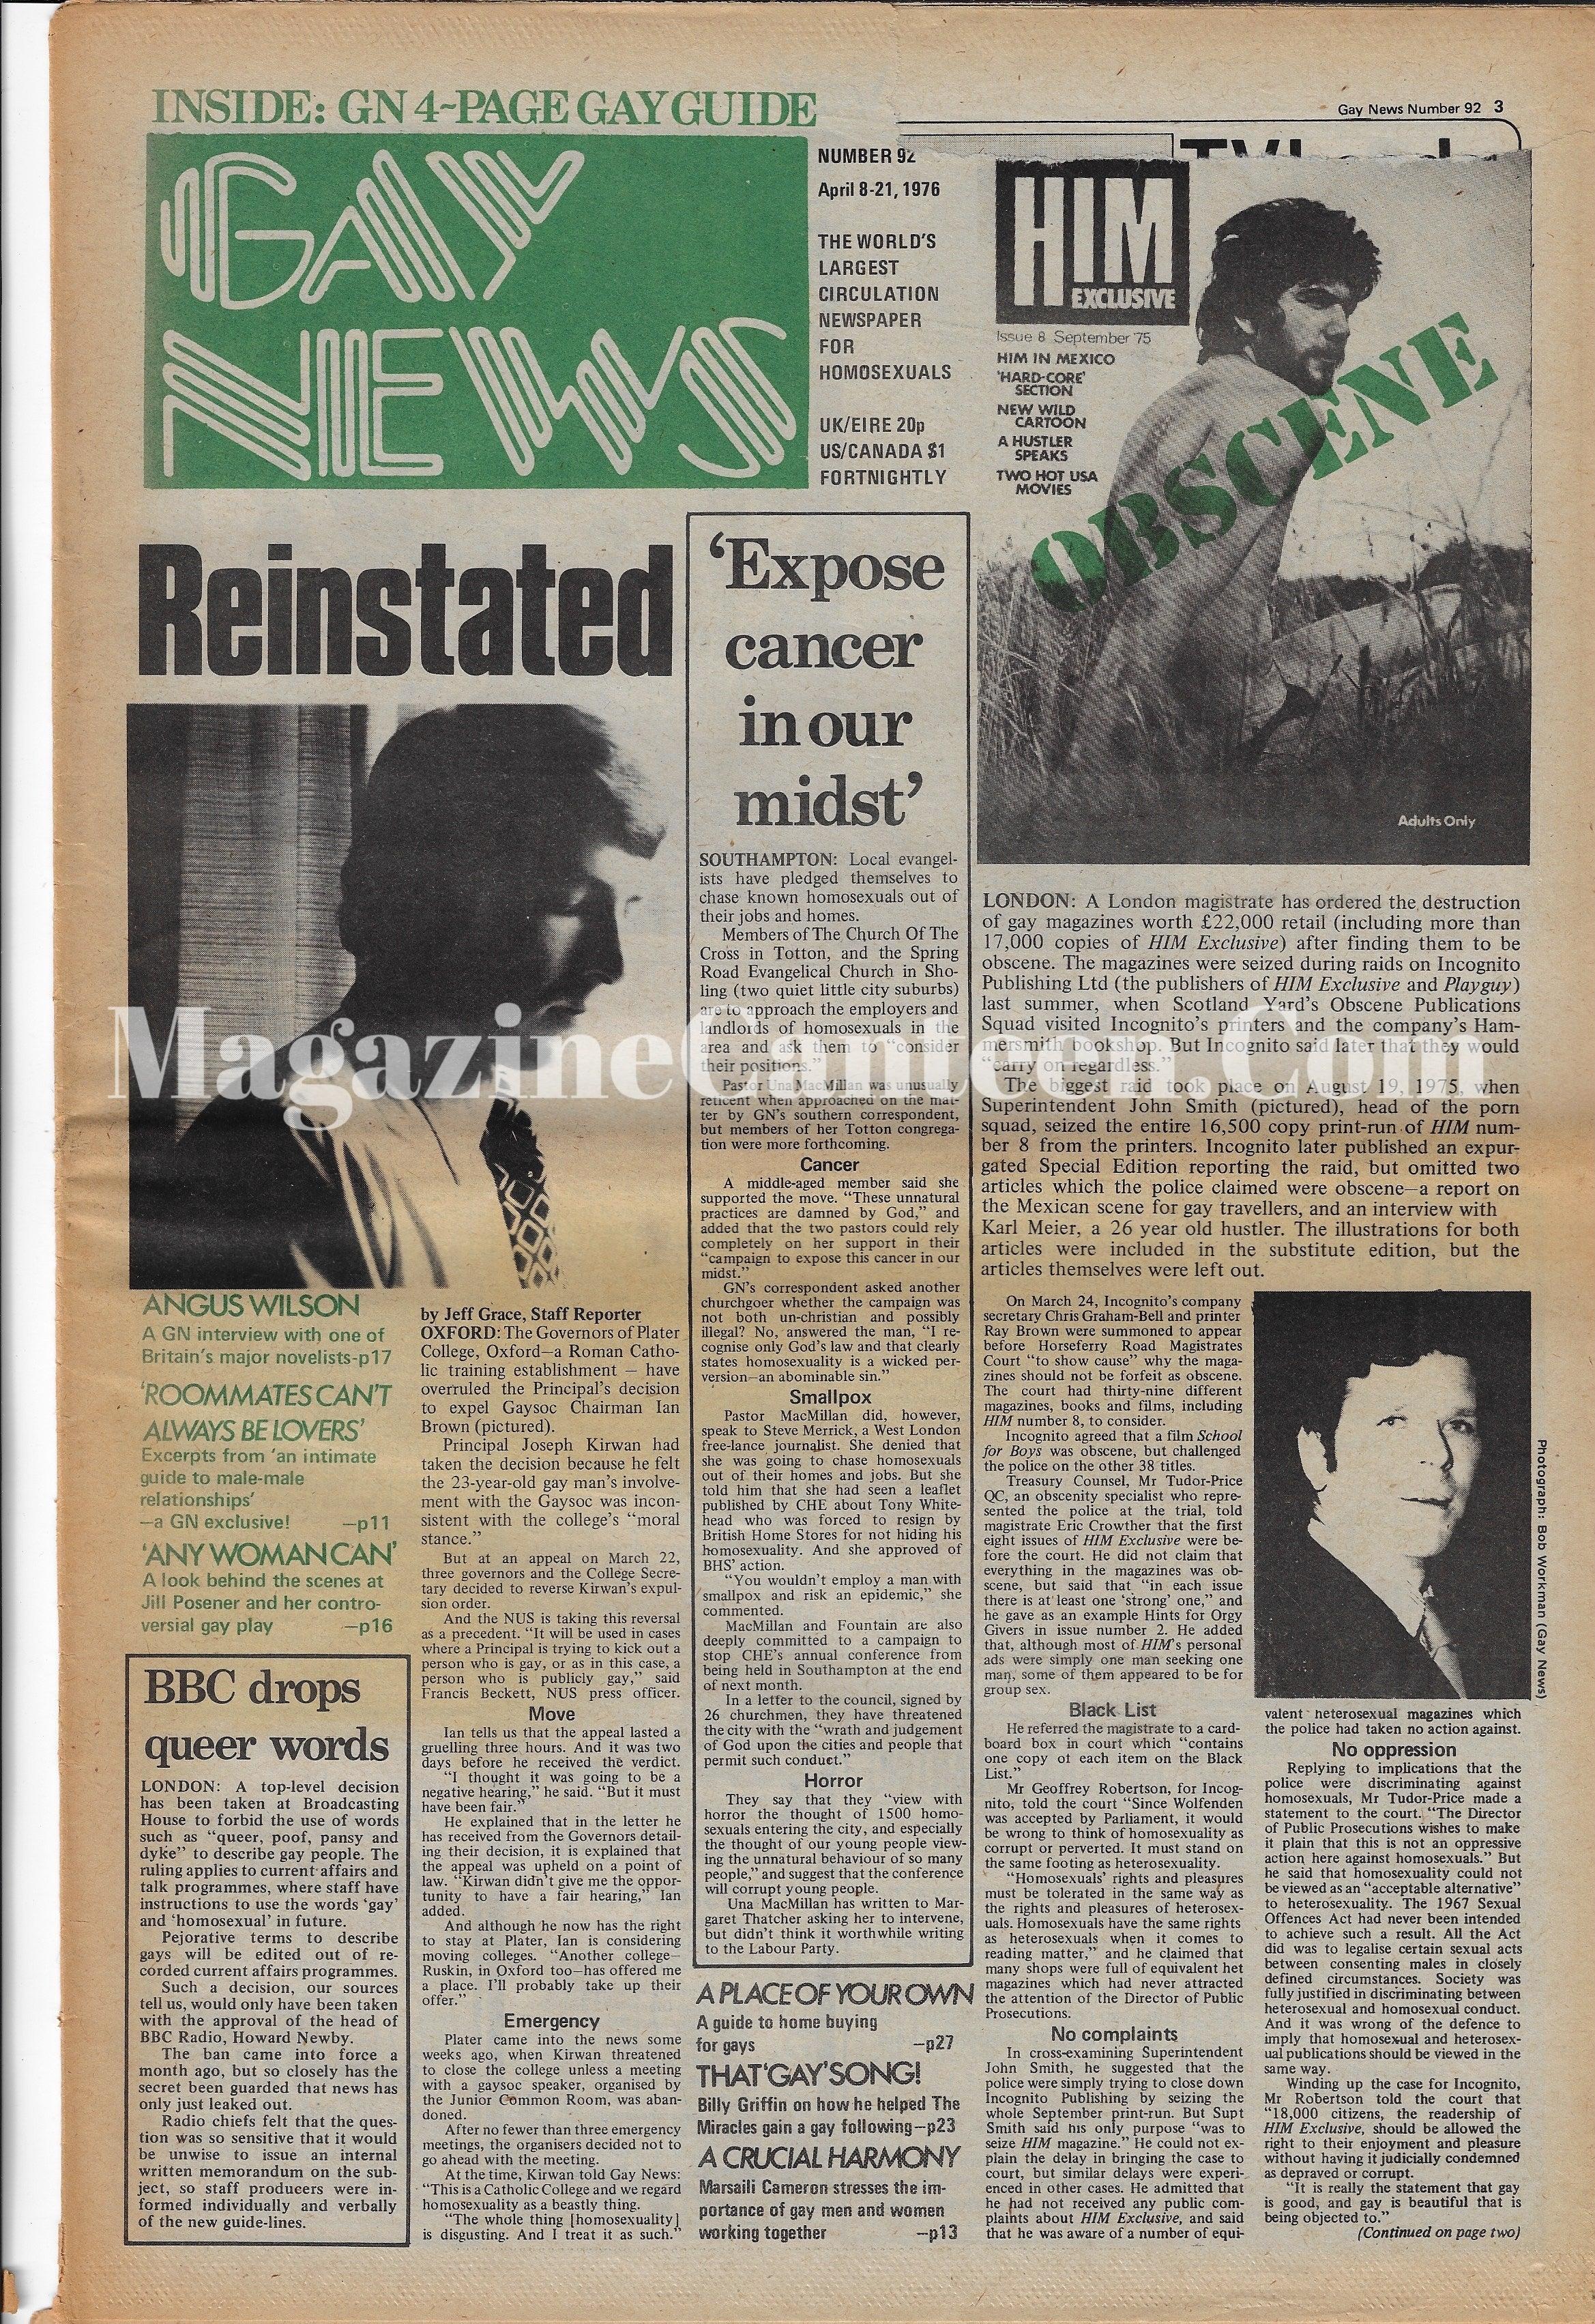 INSIDE: GN 4-PAGE GAY GUIDE
Gay News Number 92 3
GAY
NEWS
NUMBER 92
April 8-21, 1976
THE WORLD'S
LARGEST
CIRCULATION
NEWSPAPER
FOR
HOMOSEXUALS
UK/EIRE 20p
US/CANADA $1
FORTNIGHTLY
HIM
EXCLUSIVE
Issue 8 September '75
HIM IN MEXICO
'HARD-CORE'
SECTION
NEW WILD
CARTOON
A HUSTLER
SPEAKS
TWO HOT USA
MOVIES
OBSCENE
Adults Only
Reinstated
ANGUS WILSON
A GN interview with one of
Britain's major novelists-p17
'ROOMMATES CAN'T
ALWAYS BE LOVERS'
Excerpts from 'an intimate
guide to male-male
relationships'
—a GN exclusive! —p11
'ANY WOMAN CAN'
A look behind the scenes at
Jill Posener and her contro-
versial gay play —p16
BBC drops
queer words
LONDON: A top-level decision
has been taken at Broadcasting
House to forbid the use of words
such as "queer, poof, pansy and
dyke" to describe gay people. The
ruling applies to current affairs and
talk programmes, where staff have
instructions to use the words 'gay'
and 'homosexual' in future.
Pejorative terms to describe
gays will be edited out of re-
corded current affairs programmes.
Such a decision, our sources
tell us, would only have been taken
with the approval of the head of
BBC Radio, Howard Newby.
The ban came into force a
month ago, but so closely has the
secret been guarded that news has
only just leaked out.
Radio chiefs felt that the ques-
tion was so sensitive that it would
be unwise to issue an internal
written memorandum on the sub-
ject, so staff producers were in-
formed individually and verbally
of the new guide-lines.
by Jeff Grace, Staff Reporter
OXFORD: The Governors of Plater
College, Oxford—a Roman Catho-
lic training establishment — have
overruled the Principal's decision
to expel Gaysoc Chairman Ian
Brown (pictured).
Principal Joseph Kirwan had
taken the decision because he felt
the 23-year-old gay man's involve-
ment with the Gaysoc was incon-
sistent with the college's "moral
stance."
But at an appeal on March 22,
three governors and the College Secre-
tary decided to reverse Kirwan's expul-
sion order.
And the NUS is taking this reversal
as a precedent. "It will be used in cases
where a Principal is trying to kick out a
person who is gay, or as in this case, a
person who is publicly gay," said
Francis Beckett, NUS press officer.
Move
Ian tells us that the appeal lasted a
gruelling three hours. And it was two
days before he received the verdict.
"I thought it was going to be a
negative hearing," he said. "But it must
have been fair."
He explained that in the letter he
has received from the Governors detail-
ing their decision, it is explained that
the appeal was upheld on a point of
law. "Kirwan didn't give me the oppor-
tunity to have a fair hearing," Ian
added.
And although he now has the right
to stay at Plater, Ian is considering
moving colleges. "Another college—
Ruskin, in Oxford too—has offered me
a place. I'll probably take up their
offer."
Emergency
Plater came into the news some
weeks ago, when Kirwan threatened
to close the college unless a meeting
with a gaysoc speaker, organised by
the Junior Common Room, was aban-
doned.
After no fewer than three emergency
meetings, the organisers decided not to
go ahead with the meeting.
At the time, Kirwan told Gay News:
"This is a Catholic College and we regard
homosexuality as a beastly thing.
"The whole thing [homosexuality]
is disgusting. And I treat it as such."
'Expose
cancer
in our
midst'
SOUTHAMPTON: Local evangel-
ists have pledged themselves to
chase known homosexuals out of
their jobs and homes.
Members of The Church Of The
Cross in Totton, and the Spring
Road Evangelical Church in Sho-
ling (two quiet little city suburbs)
are to approach the employers and
landlords of homosexuals in the
area and ask them to "consider
their positions."
Pastor Una MacMillan was unusually
reticent when approached on the mat-
ter by GN's southern correspondent,
but members of her Totton congrega-
tion were more forthcoming.
Cancer
A middle-aged member said she
supported the move. "These unnatural
practices are damned by God," and
added that the two pastors could rely
completely on her support in their
"campaign to expose this cancer in our
midst."
GN's correspondent asked another
churchgoer whether the campaign was
not both un-christian and possibly
illegal? No, answered the man, "I re-
cognise only God's law and that clearly
states homosexuality is a wicked per-
version—an abominable sin."
Smallpox
Pastor MacMillan did, however,
speak to Steve Merrick, a West London
free-lance journalist. She denied that
she was going to chase homosexuals
out of their homes and jobs. But she
told him that she had seen a leaflet
published by CHE about Tony White-
head who was forced to resign by
British Home Stores for not hiding his
homosexuality. And she approved of
BHS' action.
"You wouldn't employ a man with
smallpox and risk an epidemic," she
commented.
MacMillan and Fountain are also
deeply committed to a campaign to
stop CHE's annual conference from
being held in Southampton at the end
of next month.
In a letter to the council, signed by
26 churchmen, they have threatened
the city with the "wrath and judgement
of God upon the cities and people that
permit such conduct."
Horror
They say that they "view with
horror the thought of 1500 homo-
sexuals entering the city, and especially
the thought of our young people view-
ing the unnatural behaviour of so many
people," and suggest that the conference
will corrupt young people.
Una MacMillan has written to Mar-
garet Thatcher asking her to intervene,
but didn't think it worthwhile writing
to the Labour Party.
A PLACE OF YOUR OWN
A guide to home buying
for gays —p27
THAT 'GAY' SONG!
Billy Griffin on how he helped The
Miracles gain a gay following—p23
A CRUCIAL HARMONY
Marsaili Cameron stresses the im-
portance of gay men and women
working together —p13
LONDON: A London magistrate has ordered the destruction
of gay magazines worth £22,000 retail (including more than
17,000 copies of HIM Exclusive) after finding them to be
obscene. The magazines were seized during raids on Incognito
Publishing Ltd (the publishers of HIM Exclusive and Playguy)
last summer, when Scotland Yard's Obscene Publications
Squad visited Incognito's printers and the company's Ham-
mersmith bookshop. But Incognito said later that they would
"carry on regardless."
The biggest raid took place on August 19, 1975, when
Superintendent John Smith (pictured), head of the porn
squad, seized the entire 16,500 copy print-run of HIM num-
ber 8 from the printers. Incognito later published an expur-
gated Special Edition reporting the raid, but omitted two
articles which the police claimed were obscene—a report on
the Mexican scene for gay travellers, and an interview with
Karl Meier, a 26 year old hustler. The illustrations for both
articles were included in the substitute edition, but the
articles themselves were left out.
On March 24, Incognito's company
secretary Chris Graham-Bell and printer
Ray Brown were summoned to appear
before Horseferry Road Magistrates
Court "to show cause" why the maga-
zines should not be forfeit as obscene.
The court had thirty-nine different
magazines, books and films, including
HIM number 8, to consider.
Incognito agreed that a film School
for Boys was obscene, but challenged
the police on the other 38 titles.
Treasury Counsel, Mr Tudor-Price
QC, an obscenity specialist who repre-
sented the police at the trial, told
magistrate Eric Crowther that the first
eight issues of HIM Exclusive were be-
fore the court. He did not claim that
everything in the magazines was ob-
scene, but said that "in each issue
there is at least one 'strong' one," and
he gave as an example Hints for Orgy
Givers in issue number 2. He added
that, although most of HIM's personal
ads were simply one man seeking one
man, some of them appeared to be for
group sex.
Black List
He referred the magistrate to a card-
board box in court which "contains
one copy of each item on the Black
List."
Mr Geoffrey Robertson, for Incog-
nito, told the court "Since Wolfenden
was accepted by Parliament, it would
be wrong to think of homosexuality as
corrupt or perverted. It must stand on
the same footing as heterosexuality.
"Homosexuals' rights and pleasures
must be tolerated in the same way as
the rights and pleasures of heterosex-
uals. Homosexuals have the same rights
as heterosexuals when it comes to
reading matter," and he claimed that
many shops were full of equivalent het
magazines which had never attracted
the attention of the Director of Public
Prosecutions.
No complaints
In cross-examining Superintendent
John Smith, he suggested that the
police were simply trying to close down
Incognito Publishing by seizing the
whole September print-run. But Supt
Smith said his only purpose "was to
seize HIM magazine." He could not ex-
plain the delay in bringing the case to
court, but similar delays were experi-
enced in other cases. He admitted that
he had not received any public com-
plaints about HIM Exclusive, and said
that he was aware of a number of equi-
Photograph: Bob Workman (Gay News)
valent heterosexual magazines which
the police had taken no action against.
No oppression
Replying to implications that the
police were discriminating against
homosexuals, Mr Tudor-Price made a
statement to the court. "The Director
of Public Prosecutions wishes to make
it plain that this is not an oppressive
action here against homosexuals." But
he said that homosexuality could not
be viewed as an "acceptable alternative"
to heterosexuality. The 1967 Sexual
Offences Act had never been intended
to achieve such a result. All the Act
did was to legalise certain sexual acts
between consenting males in closely
defined circumstances. Society was
fully justified in discriminating between
heterosexual and homosexual conduct.
And it was wrong of the defence to
imply that homosexual and heterosex-
ual publications should be viewed in the
same way.
Winding up the case for Incognito,
Mr Robertson told the court that
"18,000 citizens, the readership of
HIM Exclusive, should be allowed the
right to their enjoyment and pleasure
without having it judicially condemned
as depraved or corrupt.
"It is really the statement that gay
is good, and gay is beautiful that is
being objected to."
(Continued on page two)
MagazineCanteen.Com